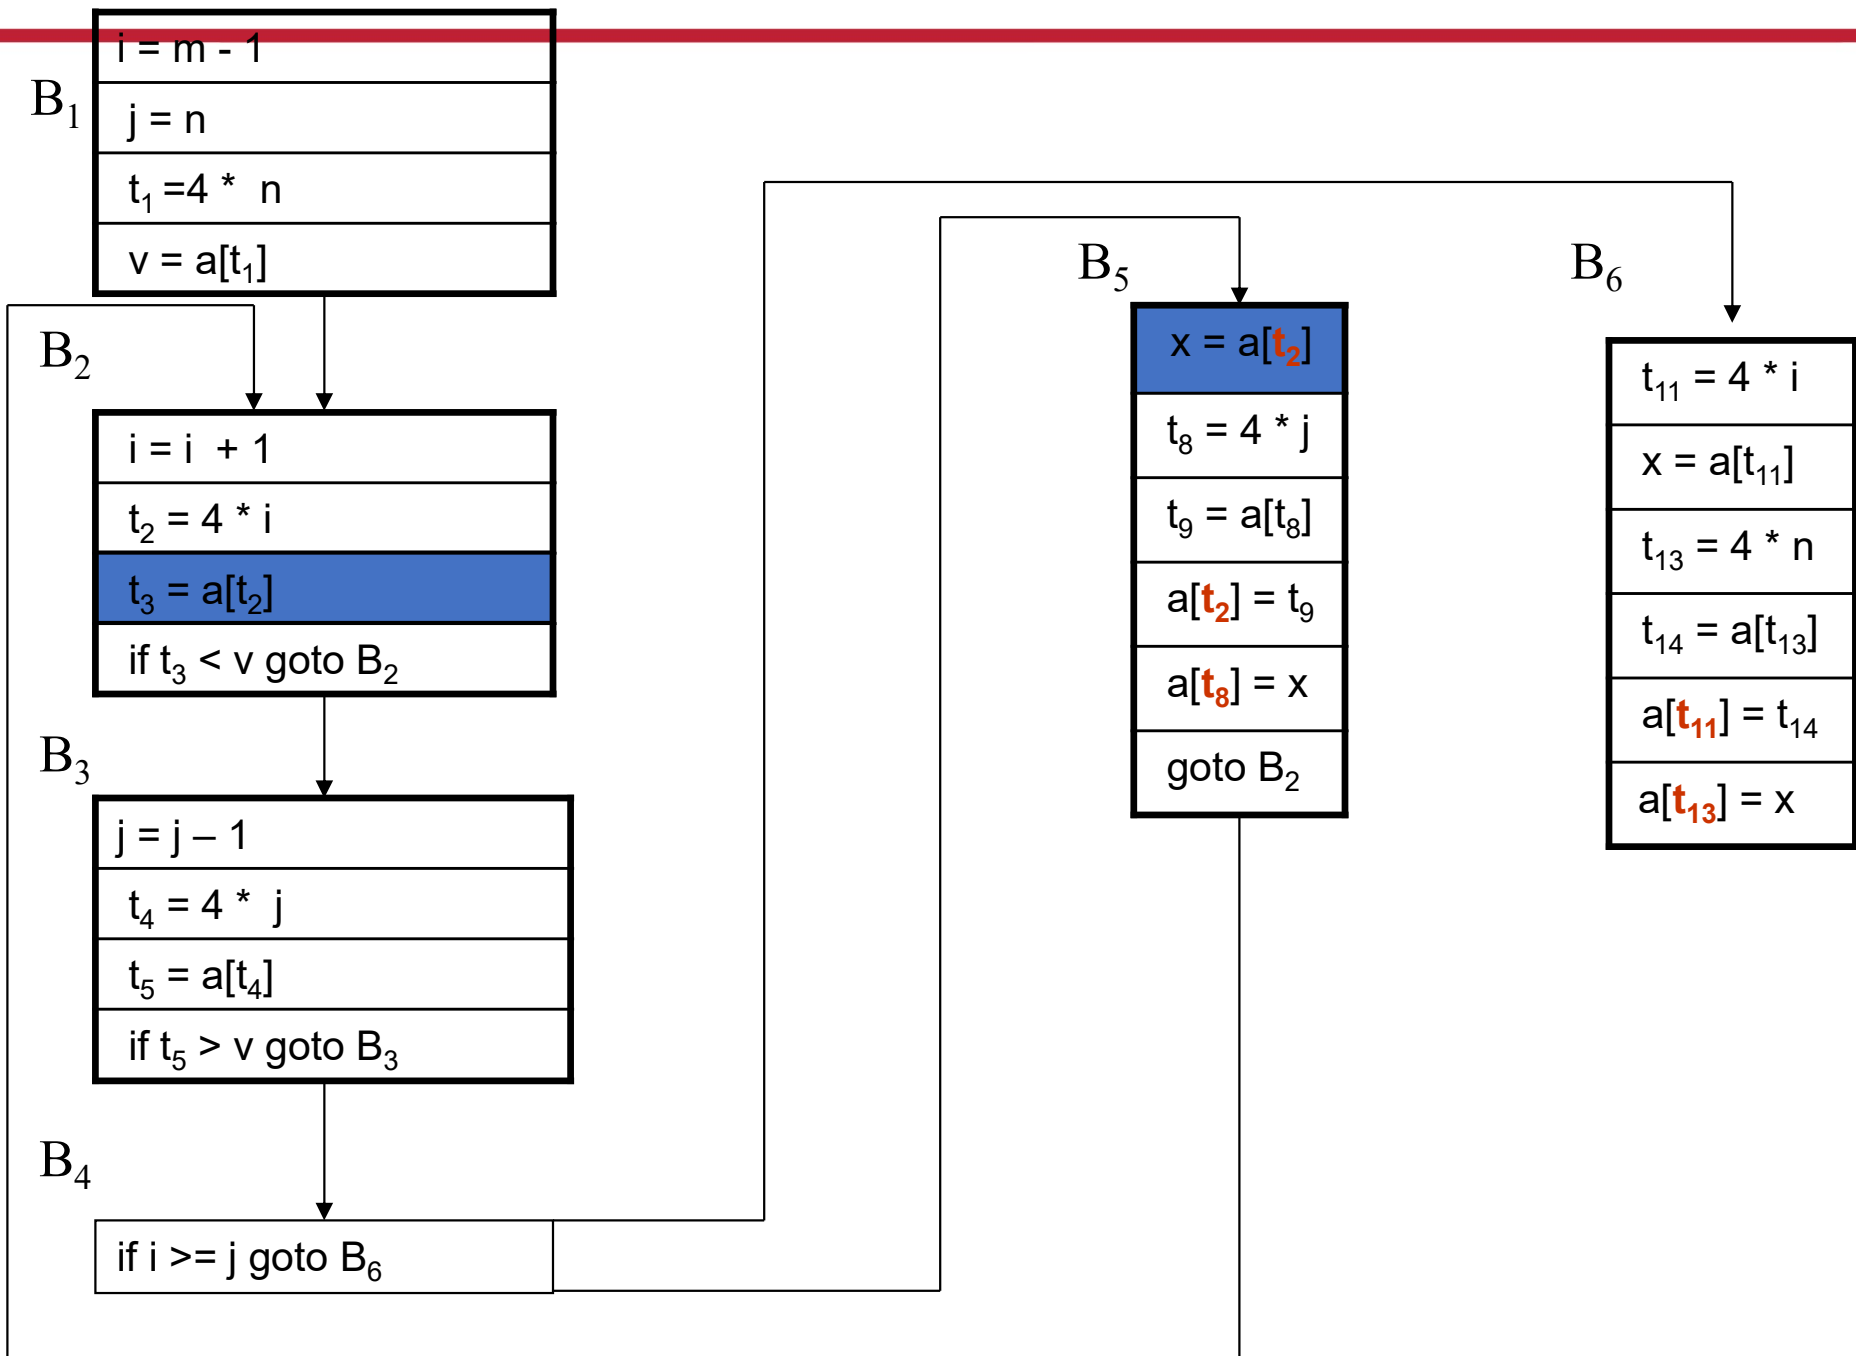 B₁
i = m - 1
j = n
t₁ =4 * n
v = a[t₁]
B₂
i = i + 1
t₂ = 4 * i
t₃ = a[t₂]
if t₃ < v goto B₂
B₃
j = j – 1
t₄ = 4 * j
t₅ = a[t₄]
if t₅ > v goto B₃
B₄
if i >= j goto B₆
B₅
x = a[t₂]
t₈ = 4 * j
t₉ = a[t₈]
a[t₂] = t₉
a[t₈] = x
goto B₂
B₆
t₁₁ = 4 * i
x = a[t₁₁]
t₁₃ = 4 * n
t₁₄ = a[t₁₃]
a[t₁₁] = t₁₄
a[t₁₃] = x